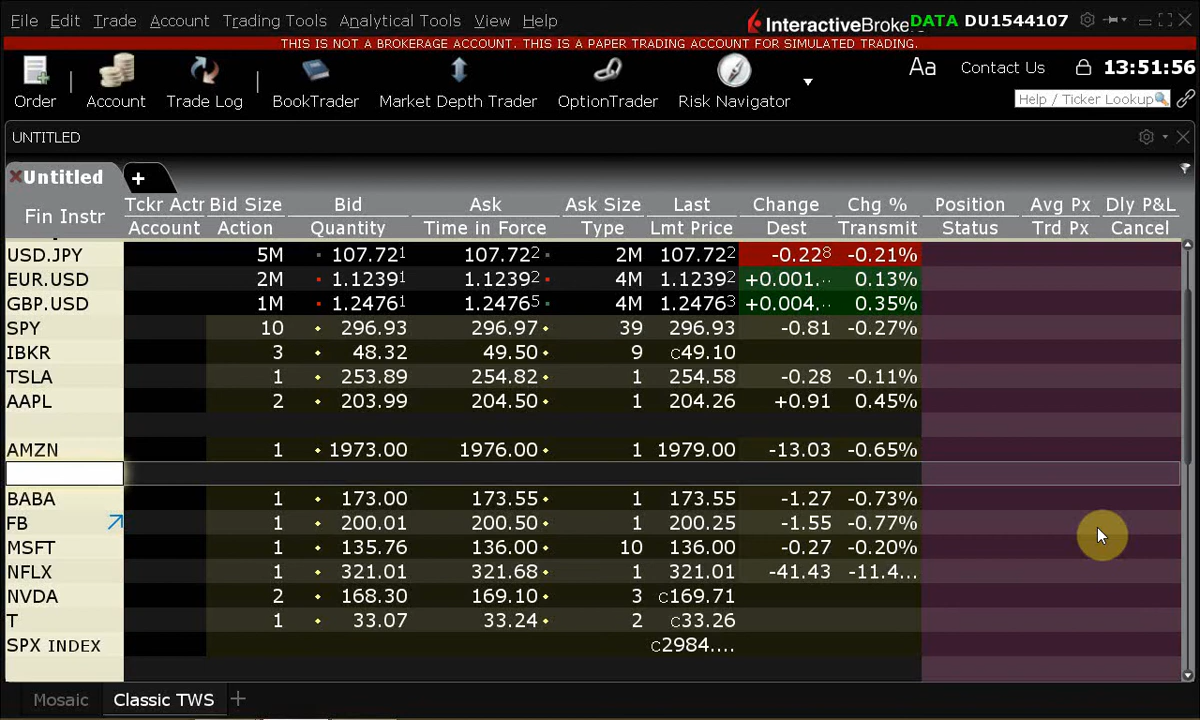 File Edit Trade Account Trading Tools Analytical Tools View Help InteractiveBroke DATA DU1544107
THIS IS NOT A BROKERAGE ACCOUNT. THIS IS A PAPER TRADING ACCOUNT FOR SIMULATED TRADING.
Order Account Trade Log BookTrader Market Depth Trader OptionTrader Risk Navigator Aa Contact Us 13:51:56
Help / Ticker Lookup
UNTITLED
Untitled +
Fin Instr Tckr Actr Bid Size Bid Ask Ask Size Last Change Chg % Position Avg Px Dly P&L
Account Action Quantity Time in Force Type Lmt Price Dest Transmit Status Trd Px Cancel
USD.JPY 5M 107.72¹ 107.72² 2M 107.72² -0.22⁸ -0.21%
EUR.USD 2M 1.1239¹ 1.1239² 4M 1.1239² +0.001... 0.13%
GBP.USD 1M 1.2476¹ 1.2476⁵ 4M 1.2476³ +0.004... 0.35%
SPY 10 296.93 296.97 39 296.93 -0.81 -0.27%
IBKR 3 48.32 49.50 9 c49.10
TSLA 1 253.89 254.82 1 254.58 -0.28 -0.11%
AAPL 2 203.99 204.50 1 204.26 +0.91 0.45%
AMZN 1 1973.00 1976.00 1 1979.00 -13.03 -0.65%
BABA 1 173.00 173.55 1 173.55 -1.27 -0.73%
FB 1 200.01 200.50 1 200.25 -1.55 -0.77%
MSFT 1 135.76 136.00 10 136.00 -0.27 -0.20%
NFLX 1 321.01 321.68 1 321.01 -41.43 -11.4...
NVDA 2 168.30 169.10 3 c169.71
T 1 33.07 33.24 2 c33.26
SPX INDEX c2984....
Mosaic Classic TWS +